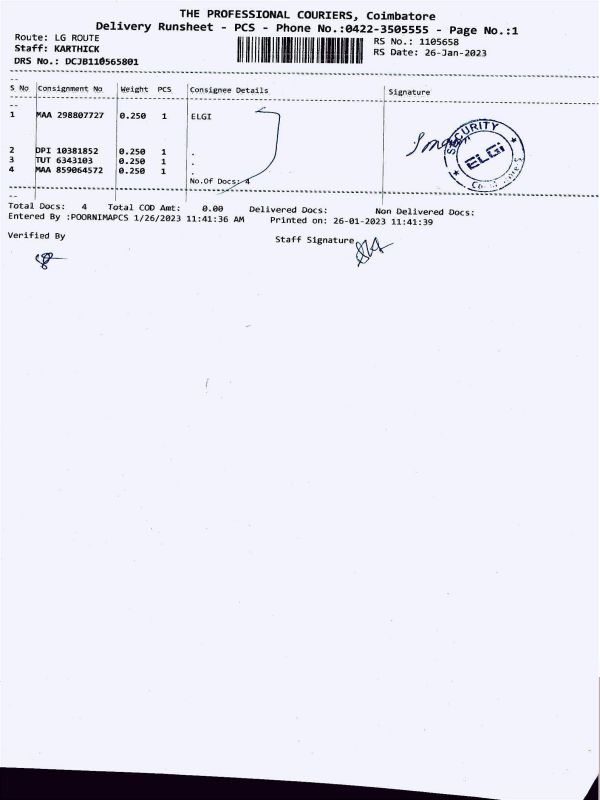 THE PROFESSIONAL COURIERS, Coimbatore
Delivery Runsheet - PCS - Phone No.:0422-3505555 - Page No.:1
Route: LG ROUTE
Staff: KARTHICK
DRS No.: DCJB110565801
RS No.: 1105658
RS Date: 26-Jan-2023
S No Consignment No Weight PCS Consignee Details Signature
1 MAA 298807727 0.250 1 ELGI
2 DPI 10381852 0.250 1 .
3 TUT 6343103 0.250 1 .
4 MAA 859064572 0.250 1 .
No.Of Docs: 4
SECURITY
ELGi
Total Docs: 4 Total COD Amt: 0.00 Delivered Docs: Non Delivered Docs:
Entered By :POORNIMAPCS 1/26/2023 11:41:36 AM Printed on: 26-01-2023 11:41:39
Verified By
Staff Signature